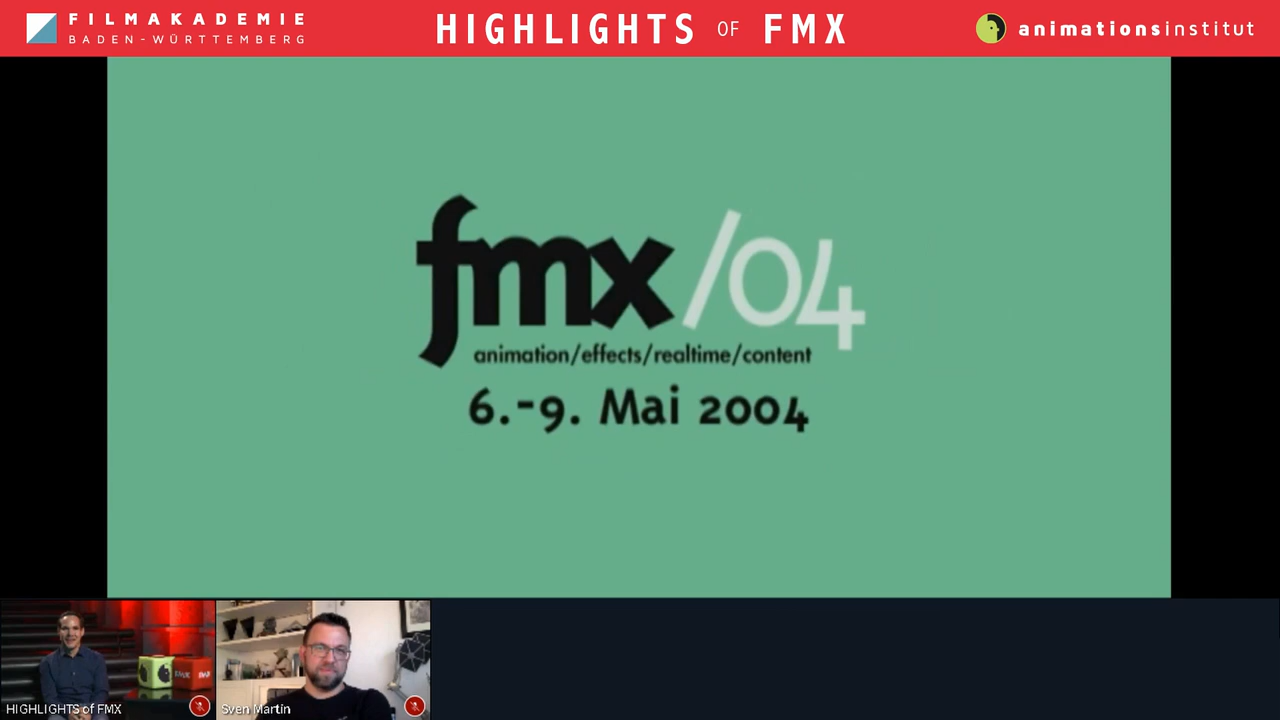 FILMAKADEMIE
BADEN-WÜRTTEMBERG
HIGHLIGHTS OF FMX
animationsinstitut
fmx/04
animation/effects/realtime/content
6.-9. Mai 2004
HIGHLIGHTS of FMX
Sven Martin